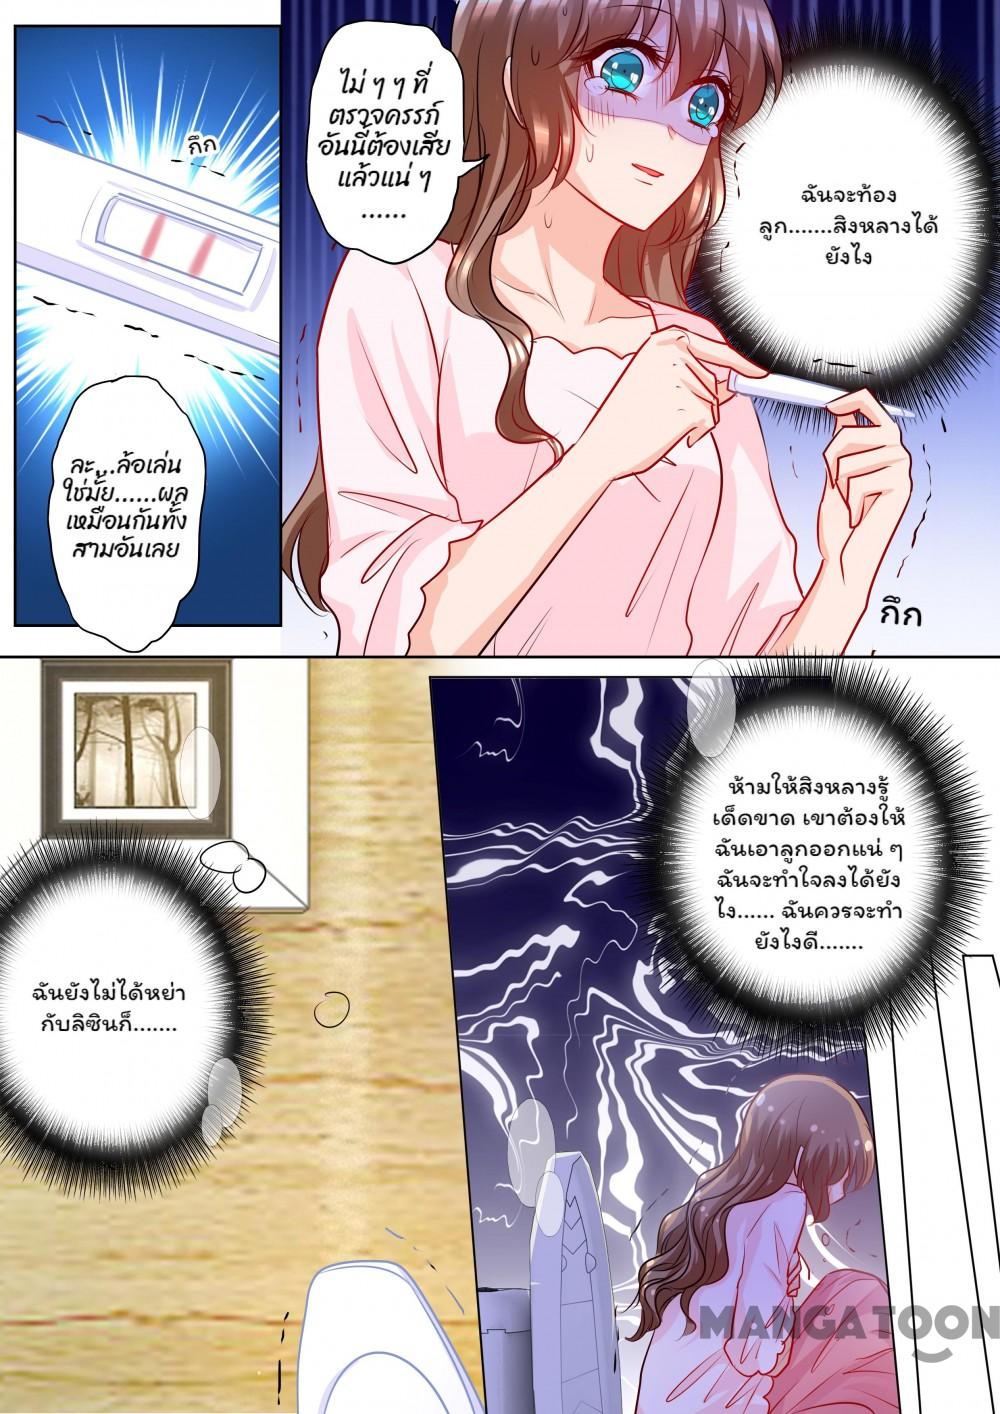 กึก
ไม่ ๆ ๆ ที่
ตรวจครรภ์
อันนี้ต้องเสีย
แล้วแน่ ๆ
......
ฉันจะท้อง
ลูก.......สิงหลางได้
ยังไง
ละ...ล้อเล่น
ใช่มั้ย......ผล
เหมือนกันทั้ง
สามอันเลย
กึก
ห้ามให้สิงหลางรู้
เด็ดขาด เขาต้องให้
ฉันเอาลูกออกแน่ ๆ
ฉันจะทำใจลงได้ยัง
ไง...... ฉันควรจะทำ
ยังไงดี.......
ฉันยังไม่ได้หย่า
กับลิซินก็.......
MANGATOON